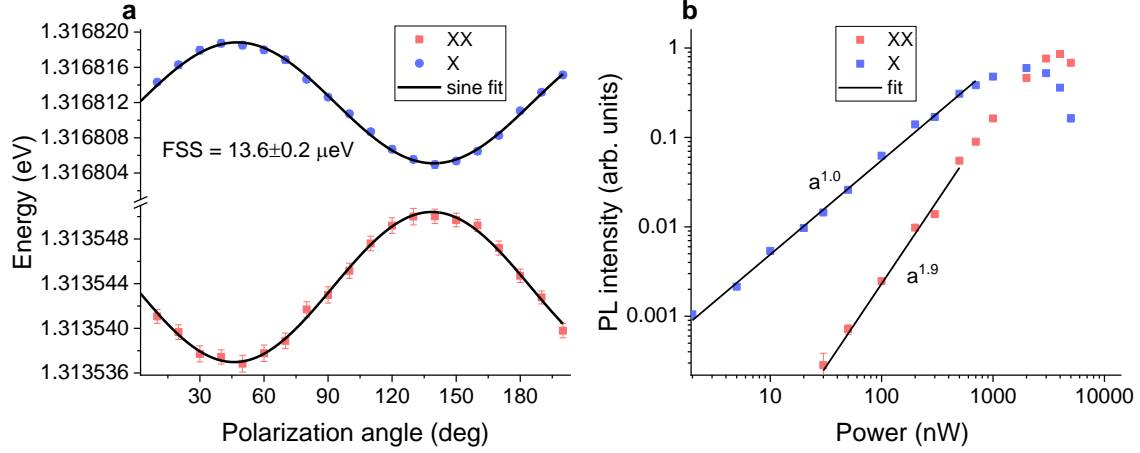 a
Energy (eV)
1.316820
1.316816
1.316812
1.316808
1.316804
1.313548
1.313544
1.313540
1.313536
XX
X
sine fit
FSS = 13.6±0.2 μeV
30 60 90 120 150 180
Polarization angle (deg)
b
PL intensity (arb. units)
1
0.1
0.01
0.001
XX
X
fit
a^1.0
a^1.9
10 100 1000 10000
Power (nW)